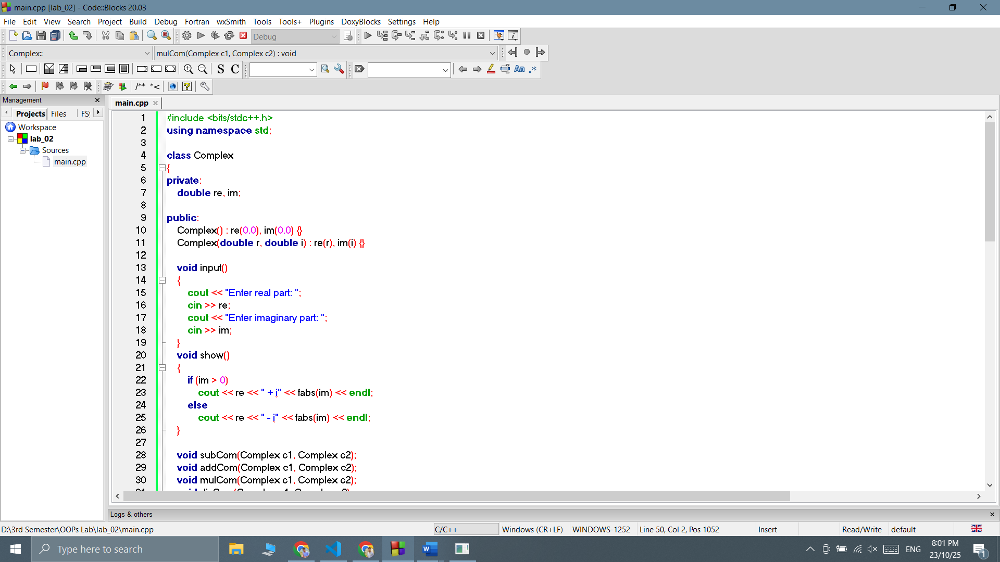 main.cpp [lab_02] - Code::Blocks 20.03
File Edit View Search Project Build Debug Fortran wxSmith Tools Tools+ Plugins DoxyBlocks Settings Help
Debug
Complex:: mulCom(Complex c1, Complex c2) : void
S C Aa .*
/** *<
Management
Projects Files FSy
Workspace
lab_02
Sources
main.cpp
main.cpp
1 #include <bits/stdc++.h>
2 using namespace std;
3
4 class Complex
5 {
6 private:
7 double re, im;
8
9 public:
10 Complex() : re(0.0), im(0.0) {}
11 Complex(double r, double i) : re(r), im(i) {}
12
13 void input()
14 {
15 cout << "Enter real part: ";
16 cin >> re;
17 cout << "Enter imaginary part: ";
18 cin >> im;
19 }
20 void show()
21 {
22 if (im > 0)
23 cout << re << " + i" << fabs(im) << endl;
24 else
25 cout << re << " - i" << fabs(im) << endl;
26 }
27
28 void subCom(Complex c1, Complex c2);
29 void addCom(Complex c1, Complex c2);
30 void mulCom(Complex c1, Complex c2);
Logs & others
D:\3rd Semester\OOPs Lab\lab_02\main.cpp C/C++ Windows (CR+LF) WINDOWS-1252 Line 50, Col 2, Pos 1052 Insert Read/Write default
Type here to search ENG 8:01 PM
23/10/25 1